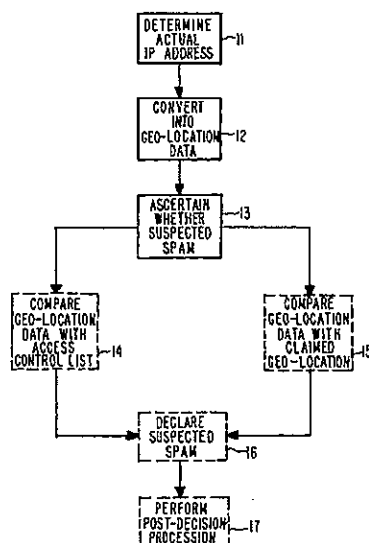 DETERMINE
ACTUAL
IP ADDRESS
11
CONVERT
INTO
GEO-LOCATION
DATA
12
ASCERTAIN
WHETHER
SUSPECTED
SPAM
13
COMPARE
GEO-LOCATION
DATA WITH
ACCESS
CONTROL LIST
14
COMPARE
GEO-LOCATION
DATA WITH
CLAIMED
GEO-LOCATION
15
DECLARE
SUSPECTED
SPAM
16
PERFORM
POST-DECISION
PROCESSION
17